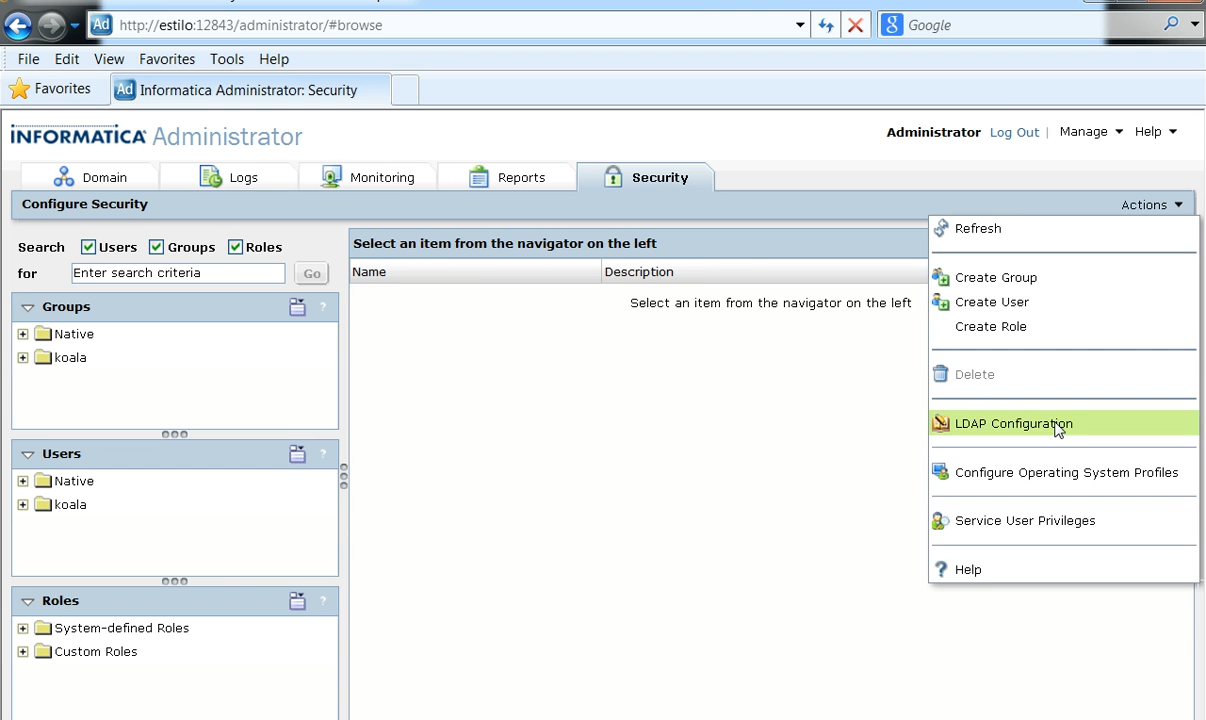 Ad http://estilo:12843/administrator/#browse
Google
File Edit View Favorites Tools Help
Favorites
Ad Informatica Administrator: Security
INFORMATICA Administrator
Administrator Log Out | Manage Help
Domain Logs Monitoring Reports Security
Configure Security
Actions
Search Users Groups Roles
for Enter search criteria Go
Groups ?
Native
koala
Users ?
Native
koala
Roles ?
System-defined Roles
Custom Roles
Select an item from the navigator on the left
Name Description
Select an item from the navigator on the left
Refresh
Create Group
Create User
Create Role
Delete
LDAP Configuration
Configure Operating System Profiles
Service User Privileges
? Help